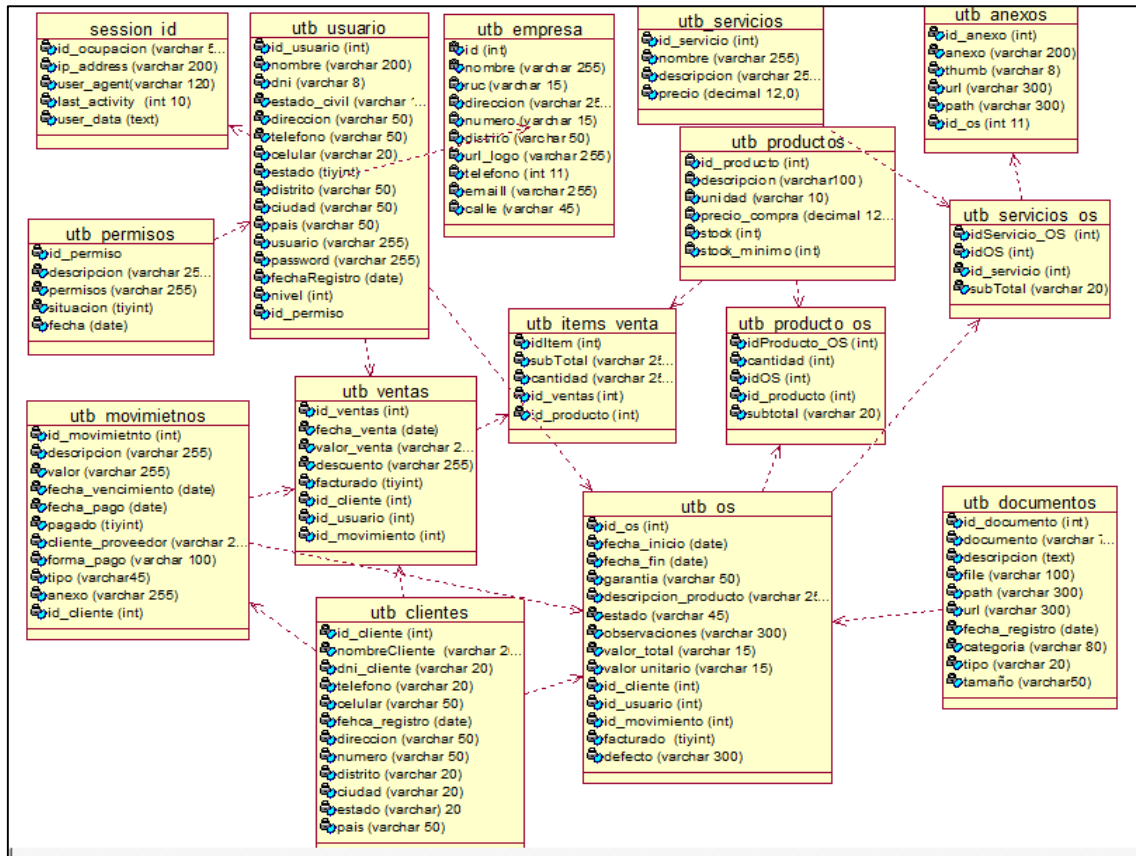 session_id
id_ocupacion (varchar 5...
ip_address (varchar 200)
user_agent(varchar 120)
last_activity (int 10)
user_data (text)
utb_usuario
id_usuario (int)
nombre (varchar 200)
dni (varchar 8)
estado_civil (varchar 1...
direccion (varchar 50)
telefono (varchar 50)
celular (varchar 20)
estado (tiyint)
distrito (varchar 50)
ciudad (varchar 50)
pais (varchar 50)
usuario (varchar 255)
password (varchar 255)
fechaRegistro (date)
nivel (int)
id_permiso
utb_empresa
id (int)
nombre (varchar 255)
ruc (varchar 15)
direccion (varchar 25...
numero (varchar 15)
distrito (varchar 50)
url_logo (varchar 255)
telefono (int 11)
emaill (varchar 255)
calle (varchar 45)
utb_servicios
id_servicio (int)
nombre (varchar 255)
descripcion (varchar 25...
precio (decimal 12,0)
utb_anexos
id_anexo (int)
anexo (varchar 200)
thumb (varchar 8)
url (varchar 300)
path (varchar 300)
id_os (int 11)
utb_productos
id_producto (int)
descripcion (varchar100)
unidad (varchar 10)
precio_compra (decimal 12...
stock (int)
stock_minimo (int)
utb_servicios_os
idServicio_OS (int)
idOS (int)
id_servicio (int)
subTotal (varchar 20)
utb_permisos
id_permiso
descripcion (varchar 25...
permisos (varchar 255)
situacion (tiyint)
fecha (date)
utb_items_venta
idItem (int)
subTotal (varchar 25...
cantidad (varchar 25...
id_ventas (int)
id_producto (int)
utb_producto_os
idProducto_OS (int)
cantidad (int)
idOS (int)
id_producto (int)
subtotal (varchar 20)
utb_movimietnos
id_movimietnto (int)
descripcion (varchar 255)
valor (varchar 255)
fecha_vencimiento (date)
fecha_pago (date)
pagado (tiyint)
cliente_proveedor (varchar 2...
forma_pago (varchar 100)
tipo (varchar45)
anexo (varchar 255)
id_cliente (int)
utb_ventas
id_ventas (int)
fecha_venta (date)
valor_venta (varchar 2...
descuento (varchar 255)
facturado (tiyint)
id_cliente (int)
id_usuario (int)
id_movimiento (int)
utb_os
id_os (int)
fecha_inicio (date)
fecha_fin (date)
garantia (varchar 50)
descripcion_producto (varchar 25...
estado (varchar 45)
observaciones (varchar 300)
valor_total (varchar 15)
valor unitario (varchar 15)
id_cliente (int)
id_usuario (int)
id_movimiento (int)
facturado (tiyint)
defecto (varchar 300)
utb_documentos
id_documento (int)
documento (varchar 7...
descripcion (text)
file (varchar 100)
path (varchar 300)
url (varchar 300)
fecha_registro (date)
categoria (varchar 80)
tipo (varchar 20)
tamaño (varchar50)
utb_clientes
id_cliente (int)
nombreCliente (varchar 2...
dni_cliente (varchar 20)
telefono (varchar 20)
celular (varchar 50)
fehca_registro (date)
direccion (varchar 50)
numero (varchar 50)
distrito (varchar 20)
ciudad (varchar 20)
estado (varchar) 20
pais (varchar 50)